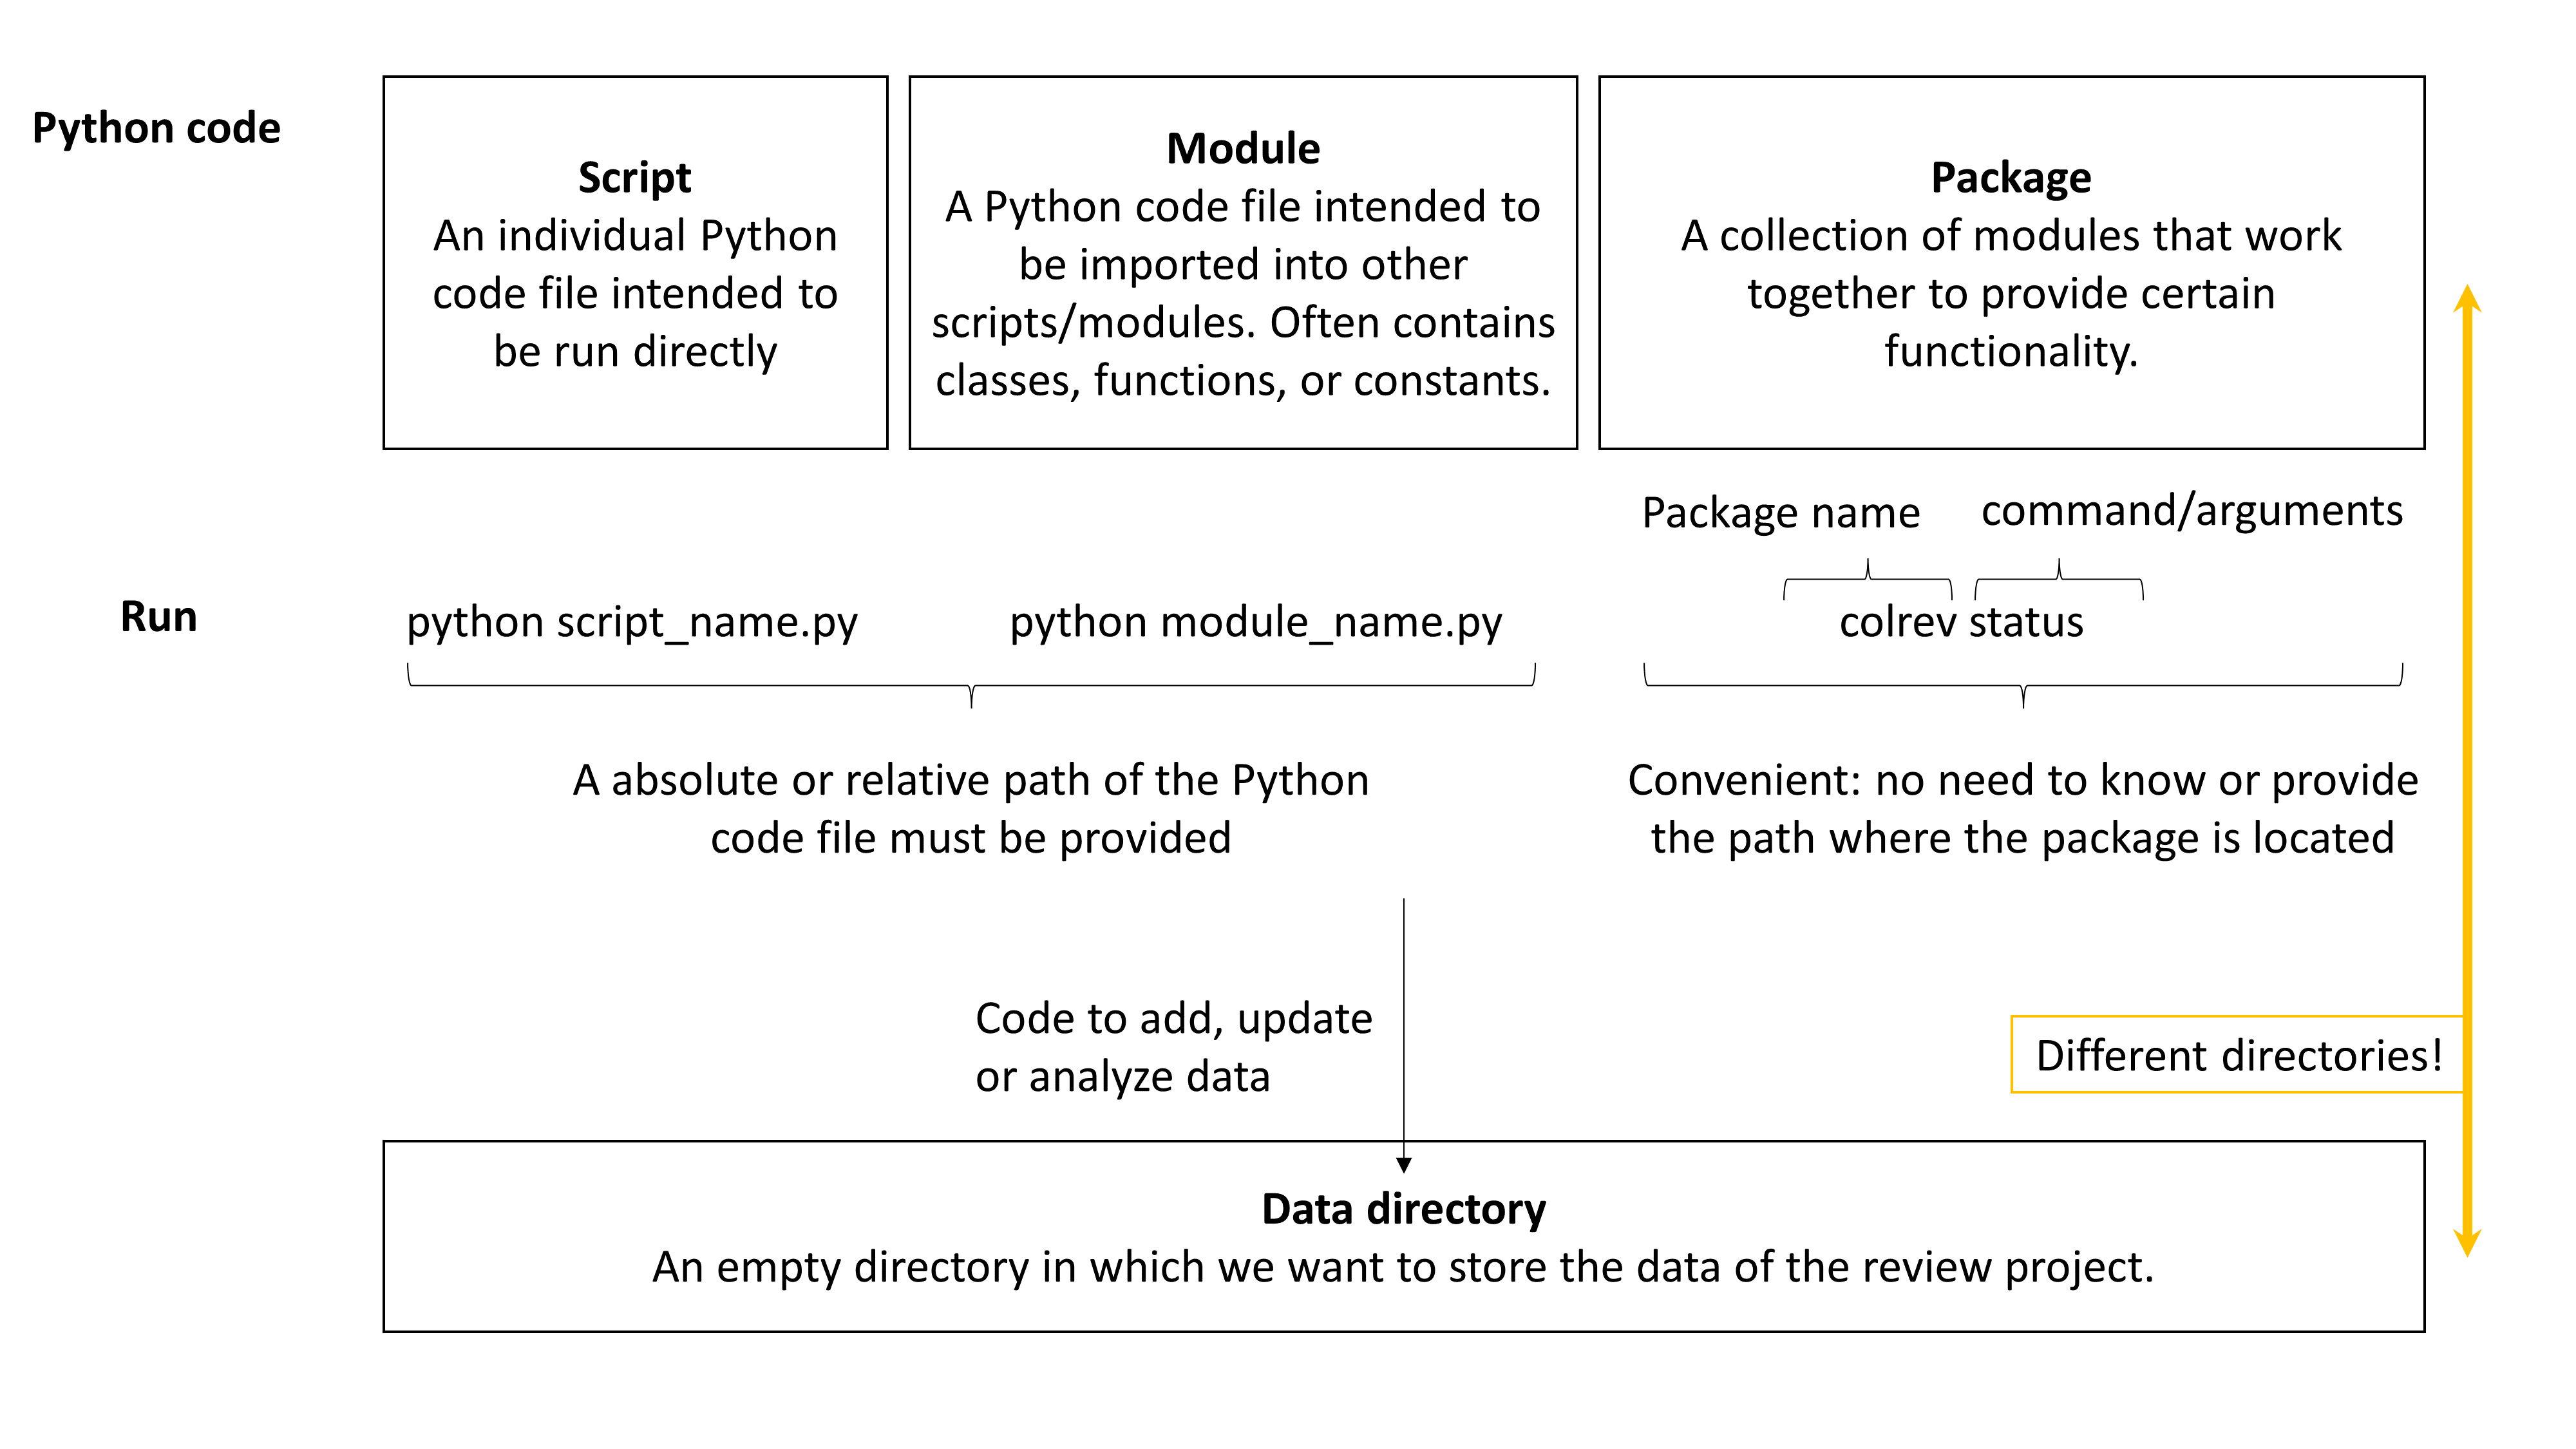 Python code
Script
An individual Python
code file intended to
be run directly
Module
A Python code file intended to
be imported into other
scripts/modules. Often contains
classes, functions, or constants.
Package
A collection of modules that work
together to provide certain
functionality.
Package name
command/arguments
Run
python script_name.py
python module_name.py
colrev status
A absolute or relative path of the Python
code file must be provided
Convenient: no need to know or provide
the path where the package is located
Code to add, update
or analyze data
Different directories!
Data directory
An empty directory in which we want to store the data of the review project.